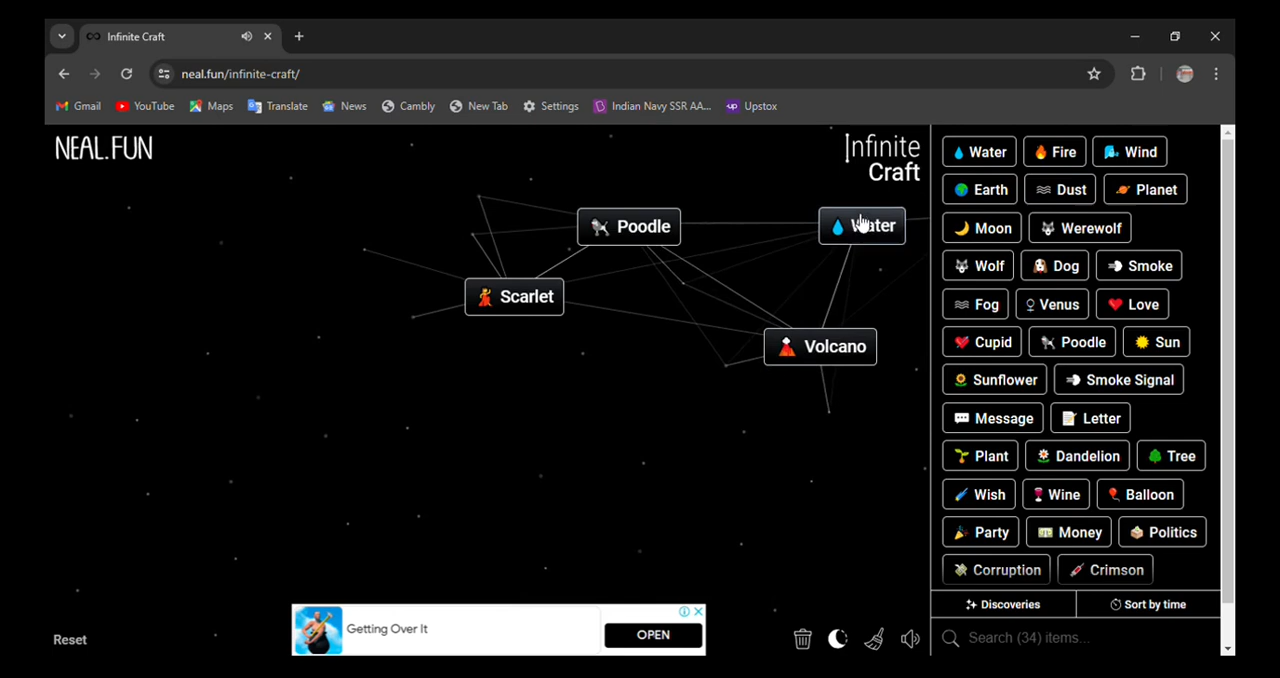 Infinite Craft
neal.fun/infinite-craft/
Gmail YouTube Maps Translate News Cambly New Tab Settings Indian Navy SSR AA... up Upstox
NEAL.FUN
Infinite
Craft
Poodle
Water
Scarlet
Volcano
Water Fire Wind
Earth Dust Planet
Moon Werewolf
Wolf Dog Smoke
Fog Venus Love
Cupid Poodle Sun
Sunflower Smoke Signal
Message Letter
Plant Dandelion Tree
Wish Wine Balloon
Party Money Politics
Corruption Crimson
Discoveries Sort by time
Search (34) items...
Getting Over It
OPEN
Reset